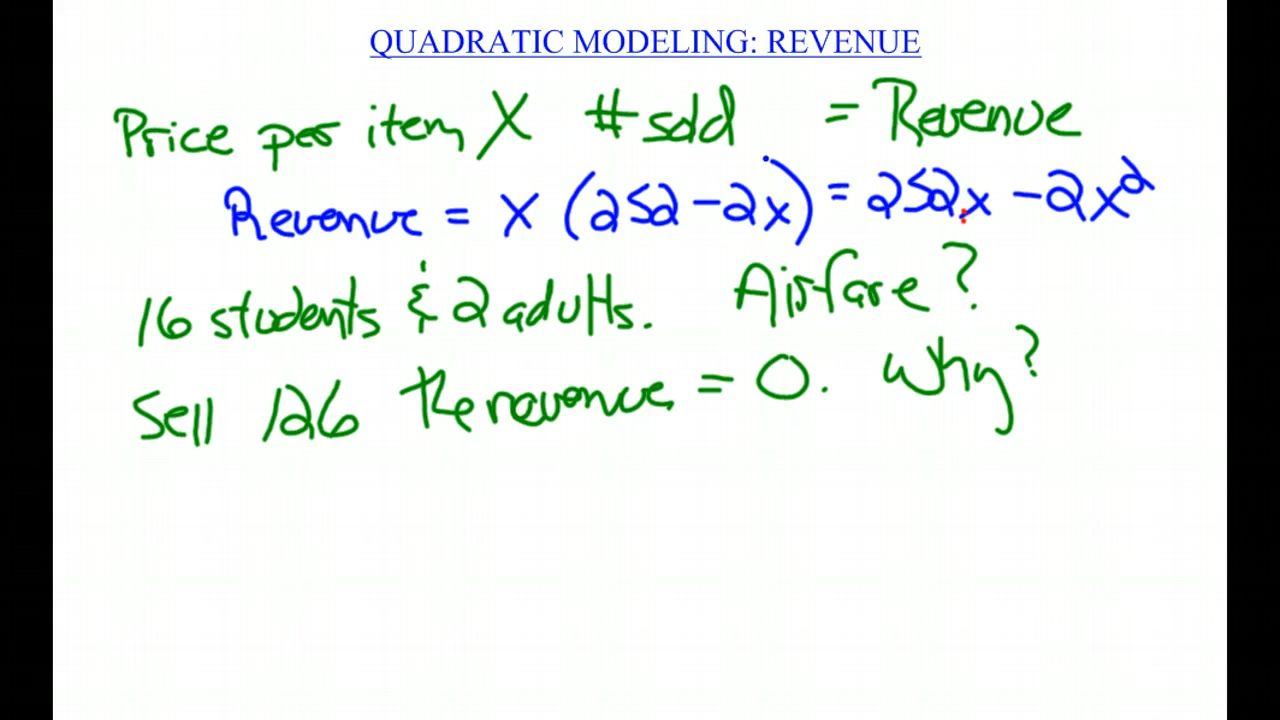 QUADRATIC MODELING: REVENUE
Price per item X # sold = Revenue
Revenue = x (252 - 2x) = 252x - 2x²
16 students & 2 adults. Airfare?
Sell 126 the revenue = 0. Why?